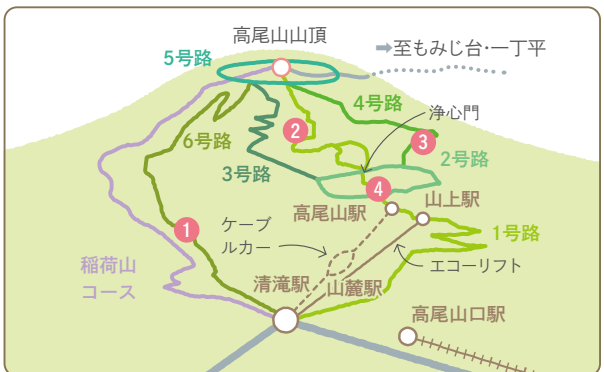 高尾山山頂
➡至もみじ台・一丁平
5号路
4号路
浄心門
2
3
6号路
3号路
2号路
4
高尾山駅
山上駅
1
ケーブ
ルカー
1号路
稲荷山
コース
エコーリフト
清滝駅
山麓駅
高尾山口駅